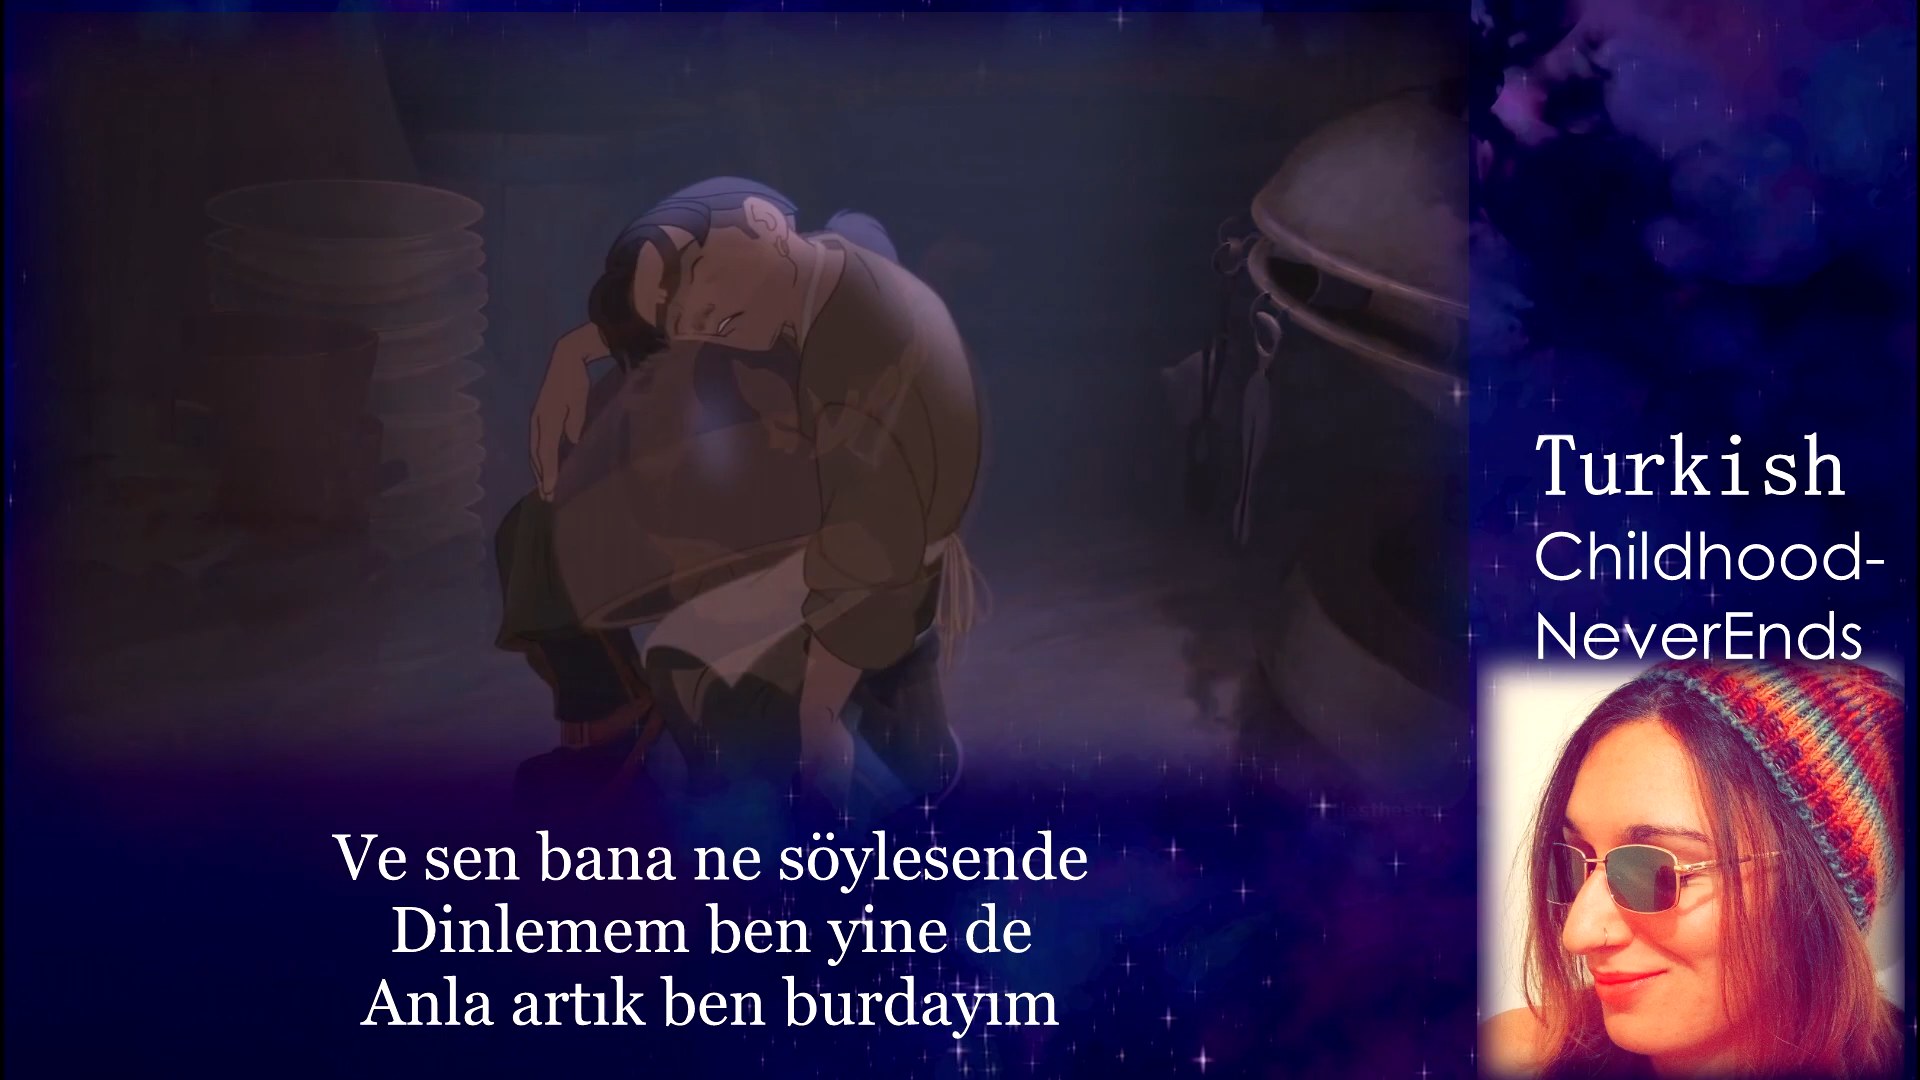 Turkish
Childhood-
NeverEnds
Ve sen bana ne söylesende
Dinlemem ben yine de
Anla artık ben burdayım